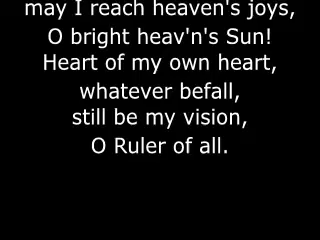 may I reach heaven's joys,
O bright heav'n's Sun!
Heart of my own heart,
whatever befall,
still be my vision,
O Ruler of all.